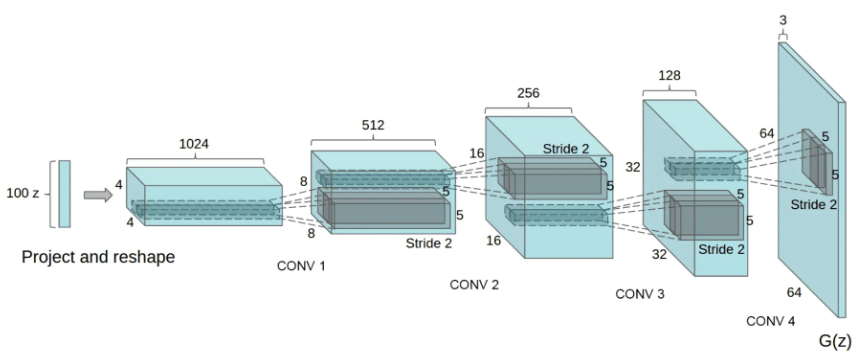 100 z
Project and reshape
1024
4
4
CONV 1
512
8
8
5
5
Stride 2
CONV 2
256
16
16
Stride 2
5
5
CONV 3
128
32
32
5
5
Stride 2
CONV 4
3
64
64
5
5
Stride 2
G(z)